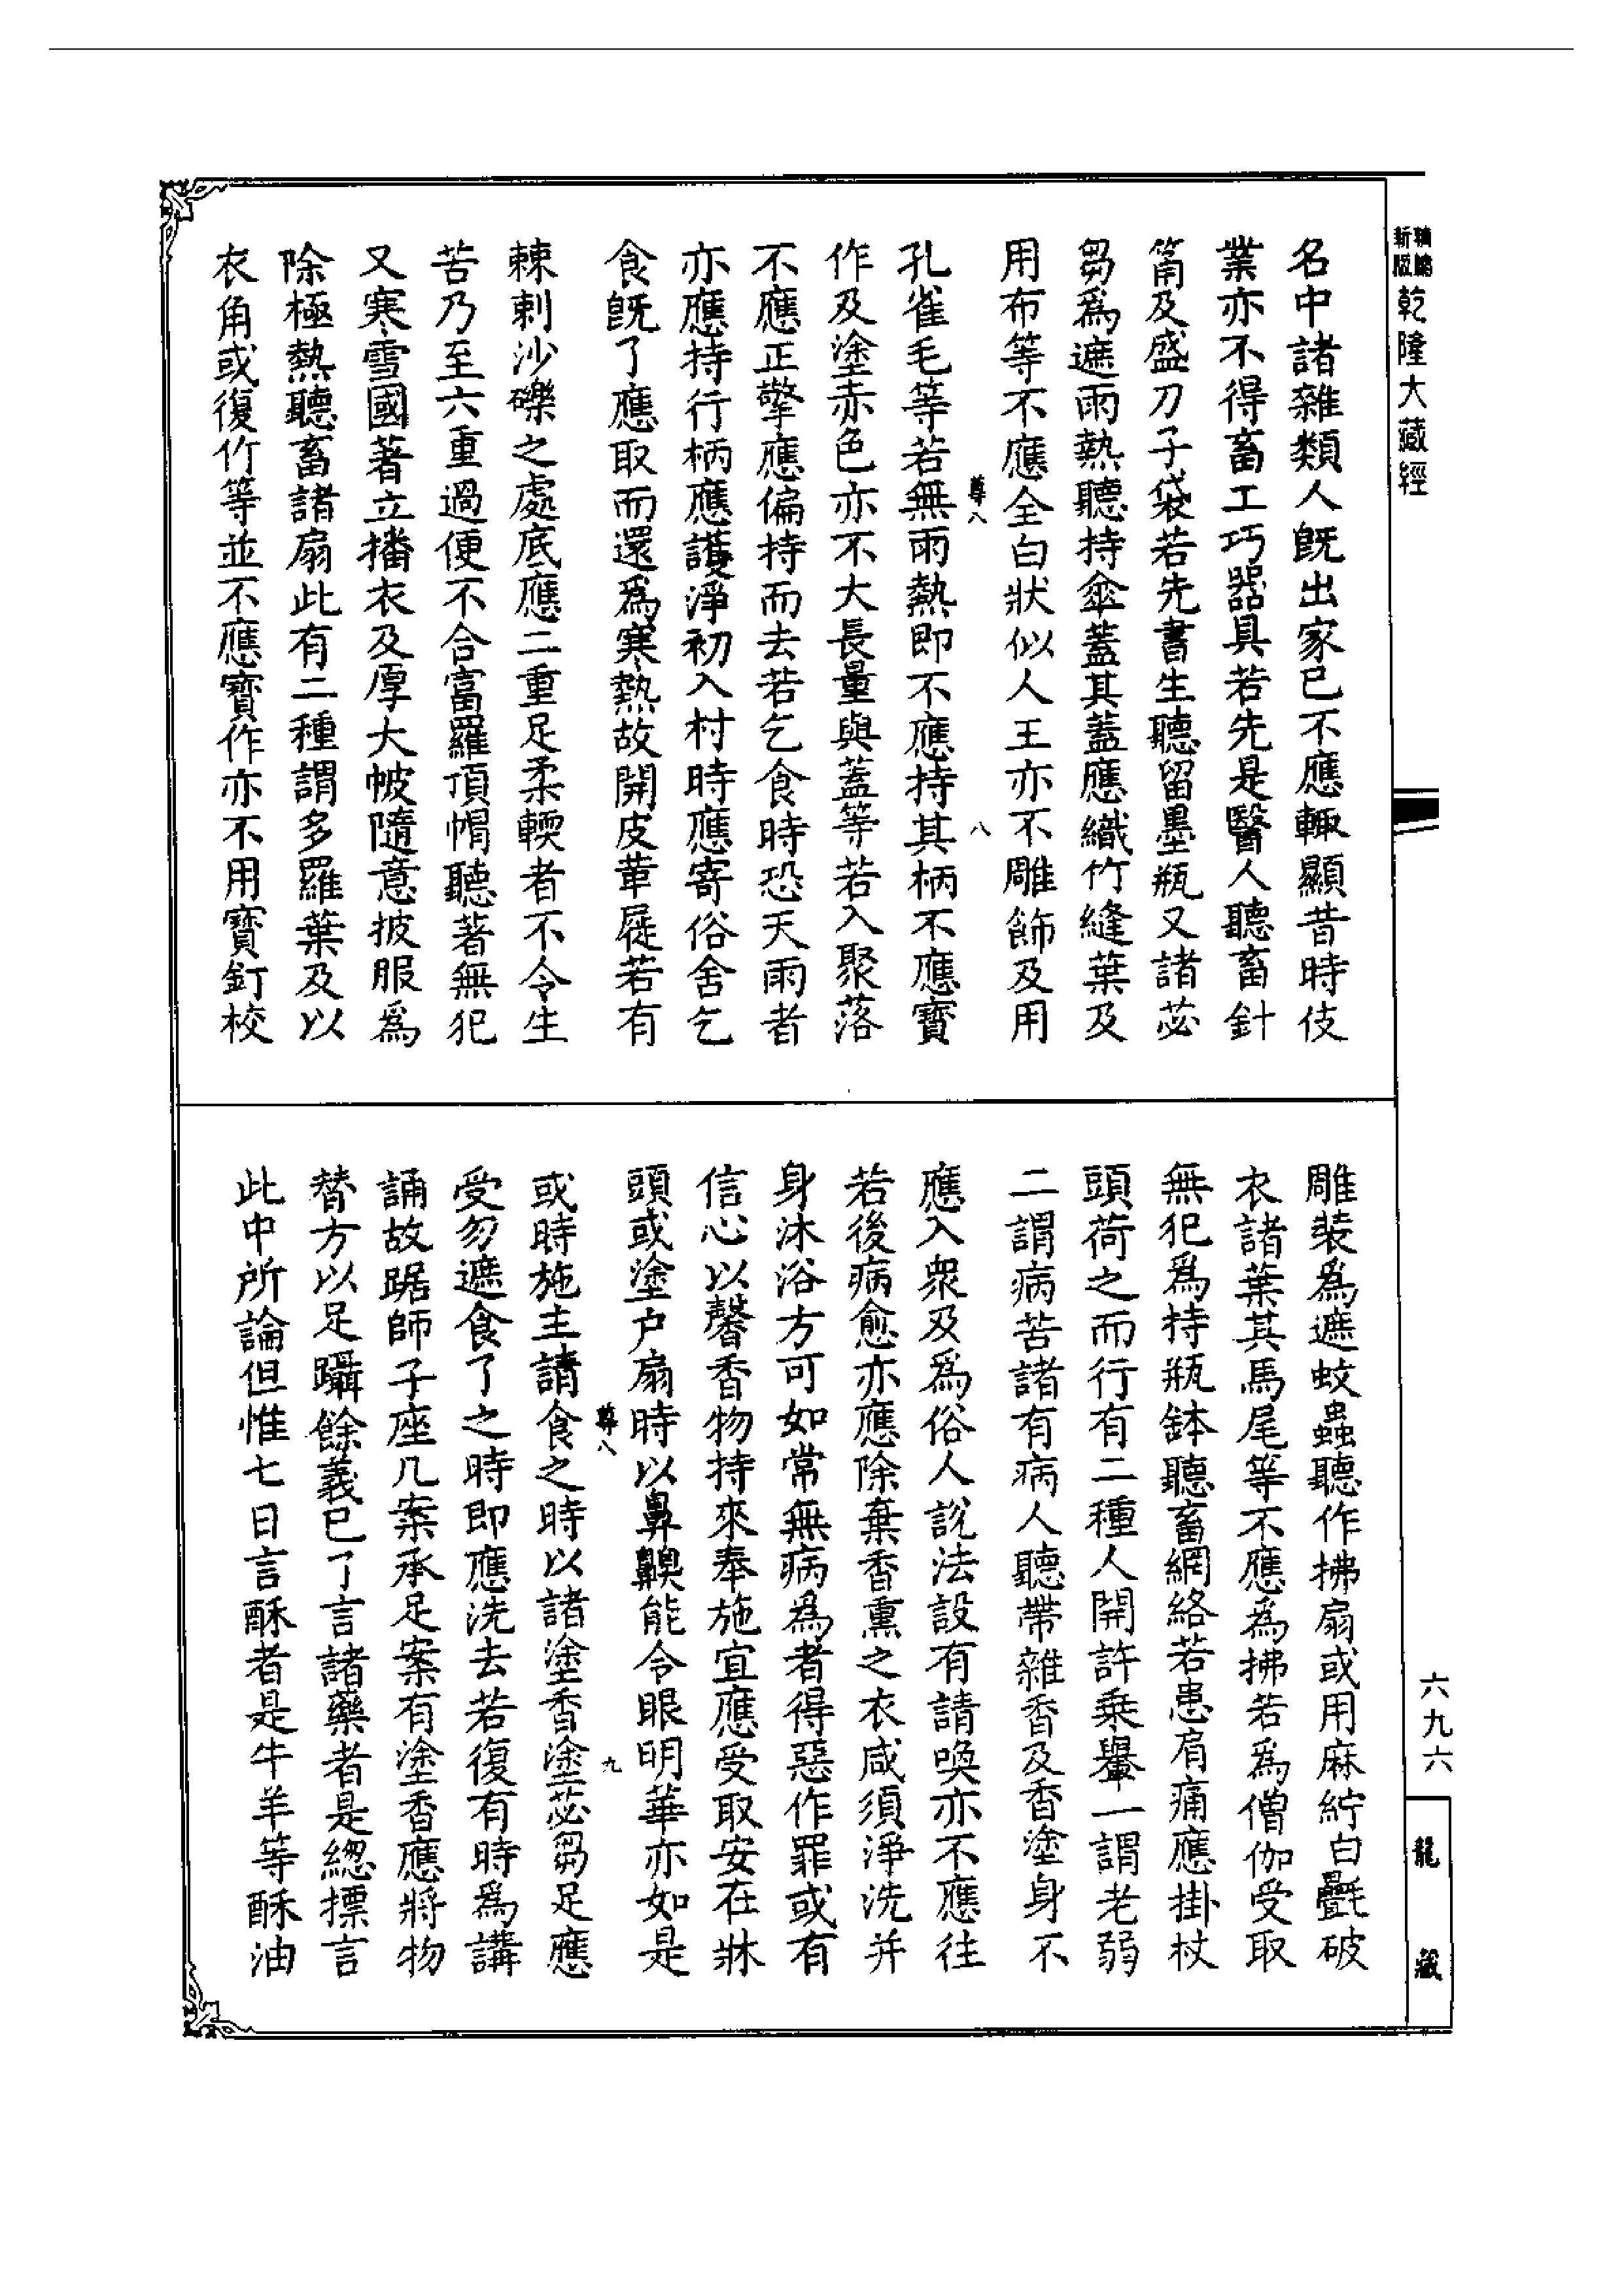 新版
乾隆大藏經
名中諸雜類人既出家已不應輙顯昔時伎
業亦不得畜工巧器具若先是醫人聽畜針
筩及盛刀子袋若先書生聽留墨瓶又諸苾
芻爲遮雨熱聽持傘蓋其蓋應織竹縫葉及
用布等不應全白狀似人王亦不雕飾及用
尊八
八
孔雀毛等若無雨熱即不應持其柄不應寶
作及塗赤色亦不大長量與蓋等若入聚落
不應正擎應偏持而去若乞食時恐天雨者
亦應持行柄應護淨初入村時應寄俗舍乞
食既了應取而還爲寒熱故開皮革屣若有
棘刺沙礫之處底應二重足柔輭者不令生
苦乃至六重過便不合富羅頂帽聽著無犯
又寒雪國著立播衣及厚大帔隨意披服爲
除極熱聽畜諸扇此有二種謂多羅葉及以
衣角或復竹等並不應寶作亦不用寶釘校
雕裝爲遮蚊蟲聽作拂扇或用麻紵白㲲破
衣諸葉其馬尾等不應爲拂若爲僧伽受取
無犯爲持瓶鉢聽畜網絡若患肩痛應掛杖
頭荷之而行有二種人開許乘轝一謂老弱
二謂病苦諸有病人聽帶雜香及香塗身不
應入衆及爲俗人說法設有請喚亦不應往
若後病愈亦應除棄香熏之衣咸須淨洗并
身沐浴方可如常無病爲者得惡作罪或有
信心以馨香物持來奉施宜應受取安在牀
頭或塗户扇時以鼻齅能令眼明華亦如是
尊八
九
或時施主請食之時以諸塗香塗苾芻足應
受勿遮食了之時即應洗去若復有時爲講
誦故踞師子座几案承足案有塗香應將物
替方以足躡餘義已了言諸藥者是緫摽言
此中所論但惟七日言酥者是牛羊等酥油
六九六
龍藏